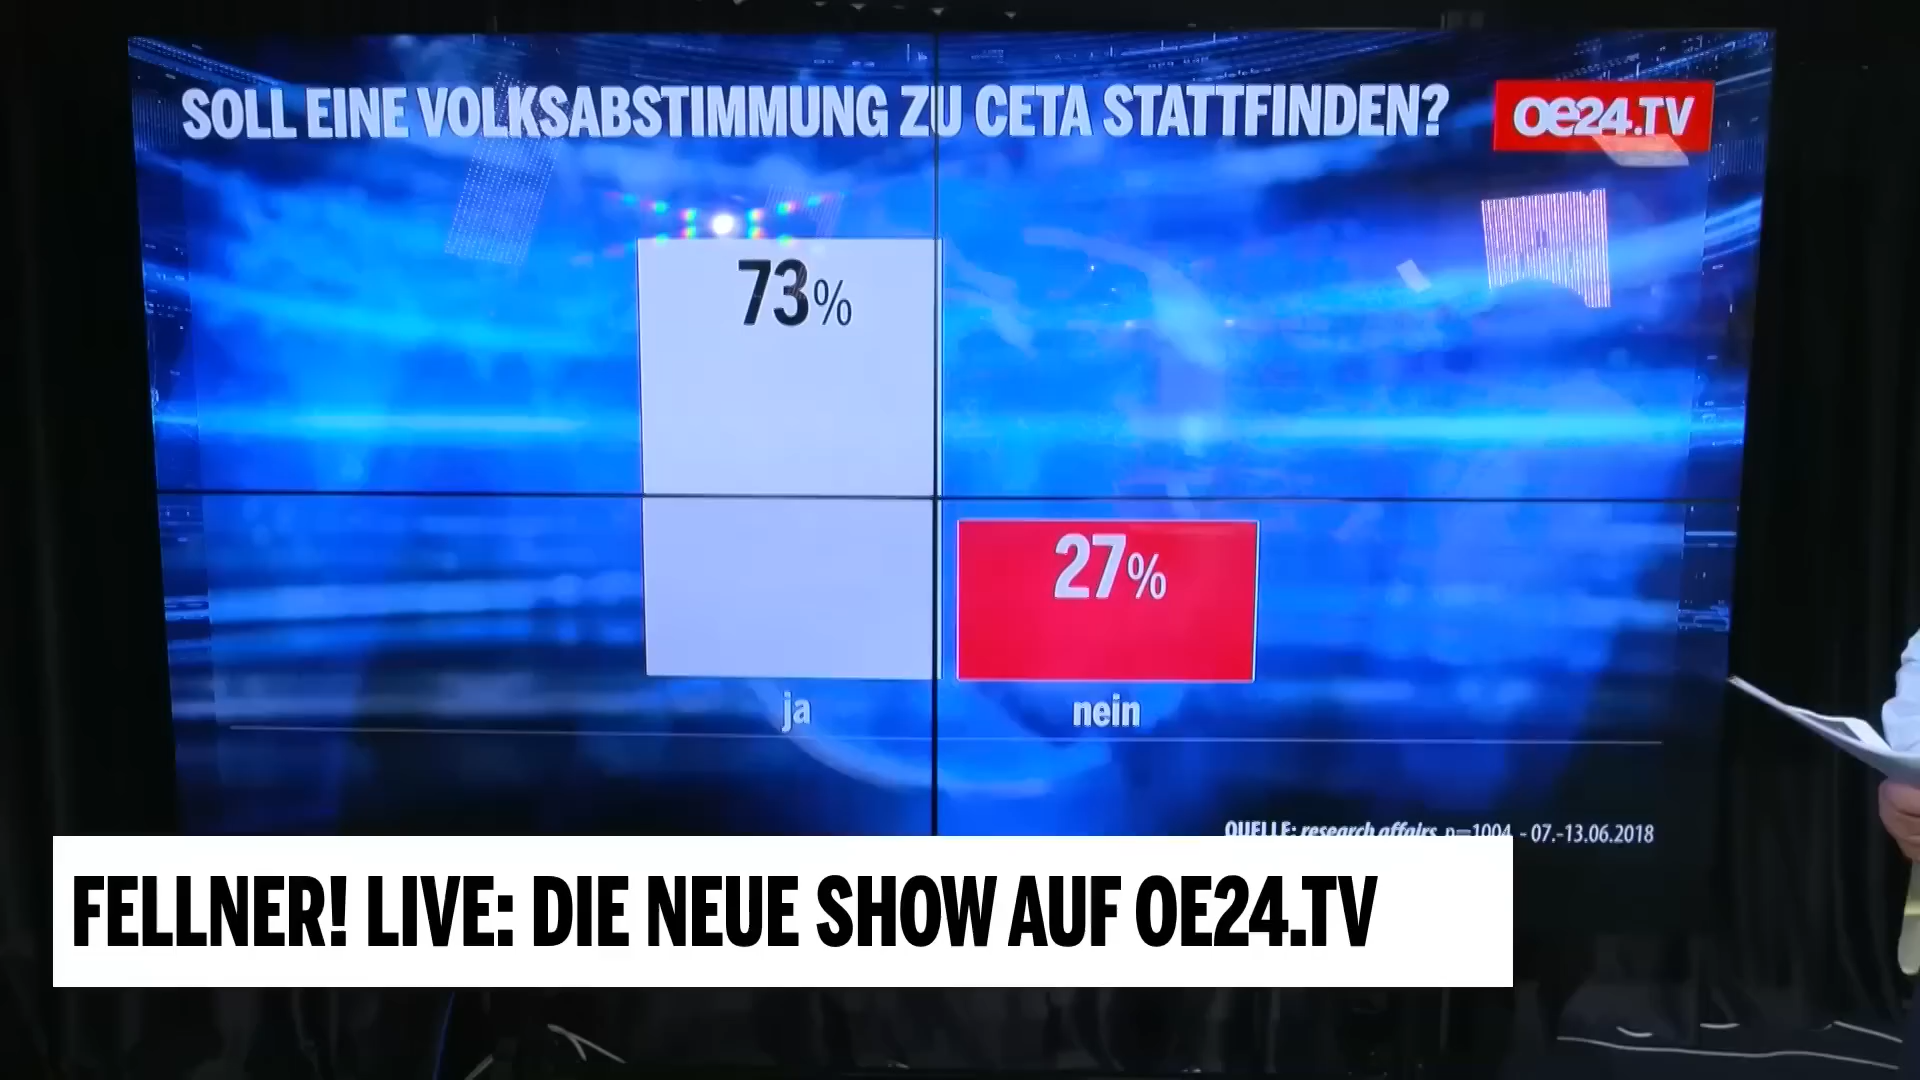 SOLL EINE VOLKSABSTIMMUNG ZU CETA STATTFINDEN?
oe24.TV
73%
27%
ja
nein
QUELLE: research affairs, n=1004 - 07.-13.06.2018
FELLNER! LIVE: DIE NEUE SHOW AUF OE24.TV